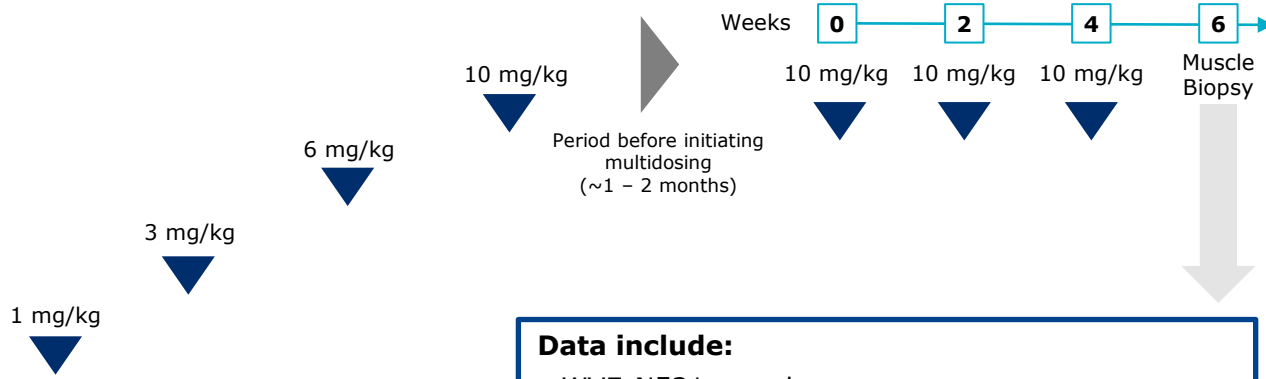 Weeks 0 2 4 6
10 mg/kg 10 mg/kg 10 mg/kg 10 mg/kg Muscle
Biopsy
Period before initiating
multidosing
(~1 – 2 months)
6 mg/kg
3 mg/kg
1 mg/kg
Data include: